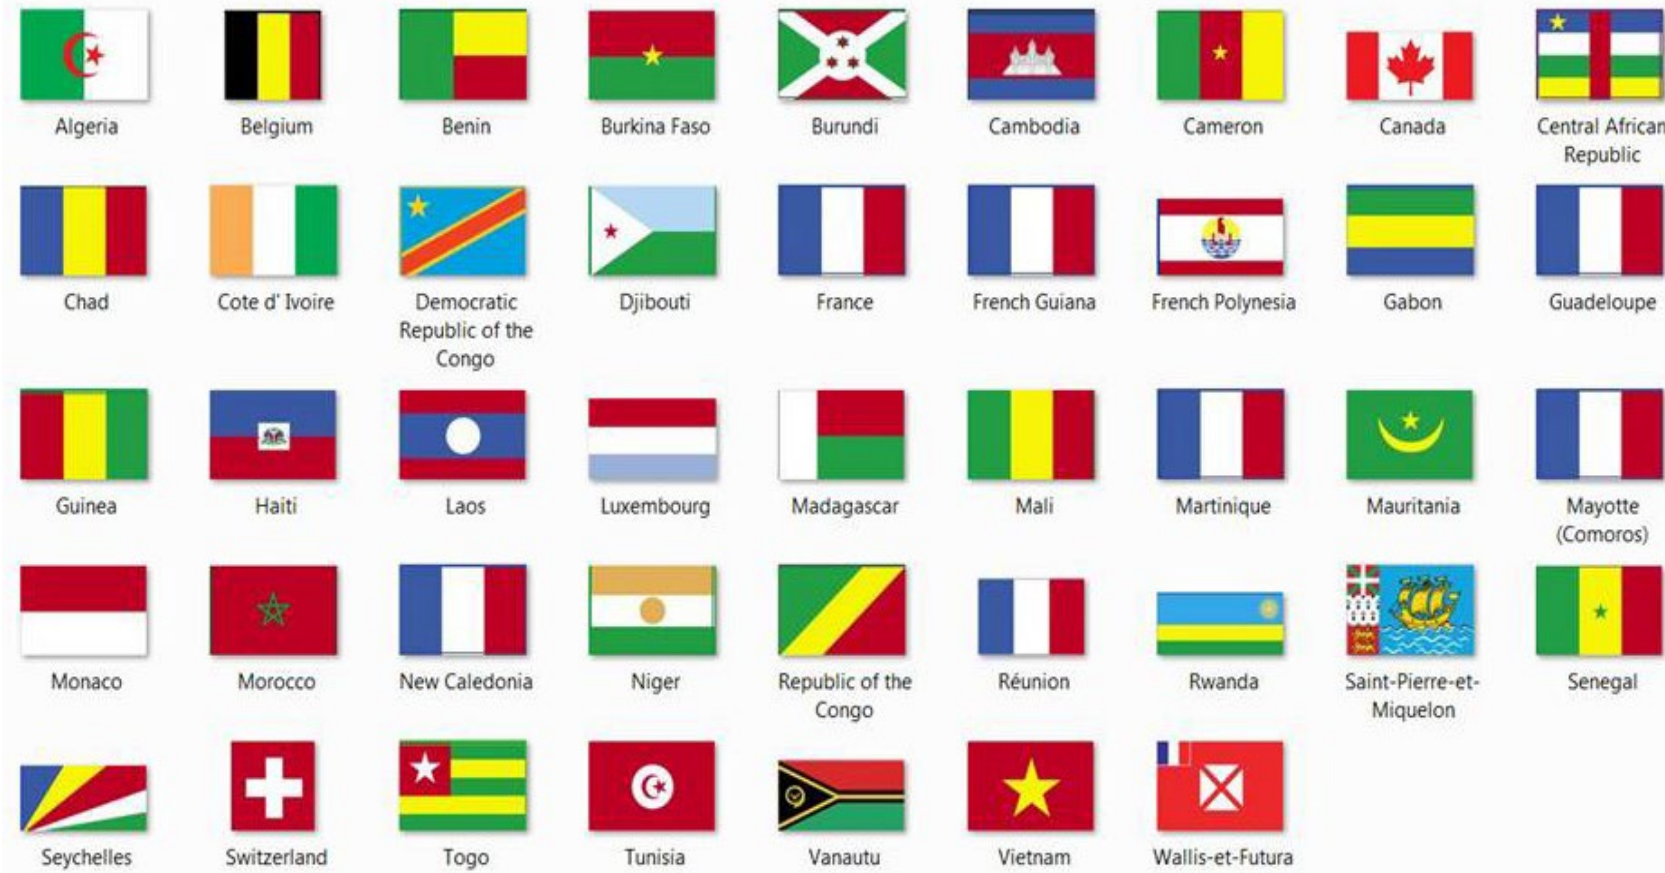 Algeria
Belgium
Benin
Burkina Faso
Burundi
Cambodia
Cameron
Canada
Central African
Republic
Chad
Cote d' Ivoire
Democratic
Republic of the
Congo
Djibouti
France
French Guiana
French Polynesia
Gabon
Guadeloupe
Guinea
Haiti
Laos
Luxembourg
Madagascar
Mali
Martinique
Mauritania
Mayotte
(Comoros)
Monaco
Morocco
New Caledonia
Niger
Republic of the
Congo
Réunion
Rwanda
Saint-Pierre-et-
Miquelon
Senegal
Seychelles
Switzerland
Togo
Tunisia
Vanautu
Vietnam
Wallis-et-Futura